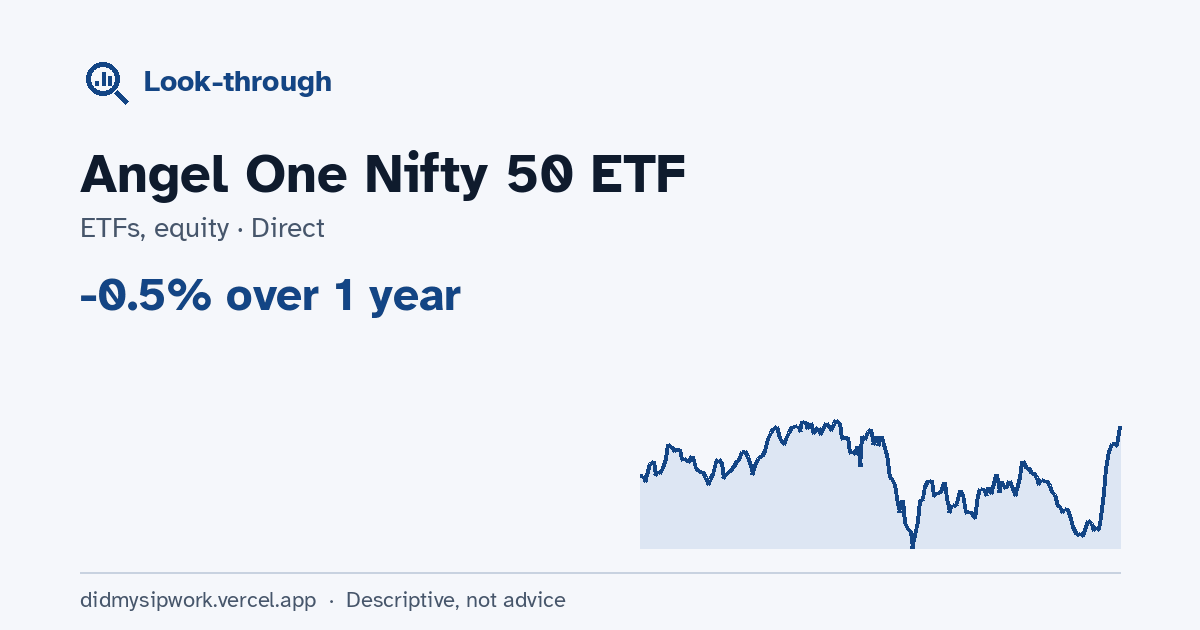 Look-through
Angel One Nifty 50 ETF
ETFs, equity · Direct
-0.5% over 1 year
didmysipwork.vercel.app · Descriptive, not advice